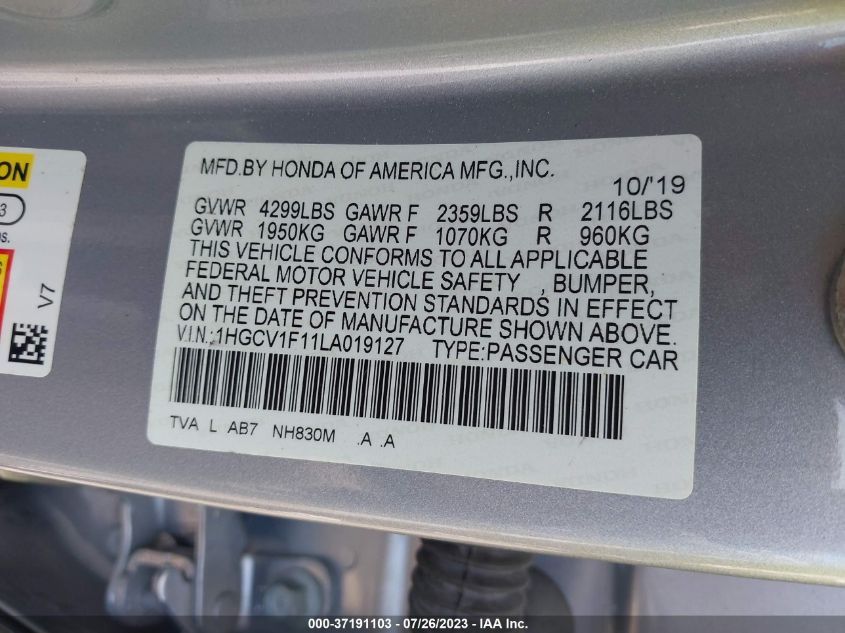 ON
3
s.
S
V7
MFD.BY HONDA OF AMERICA MFG.,INC.
10/'19
GVWR 4299LBS GAWR F 2359LBS R 2116LBS
GVWR 1950KG GAWR F 1070KG R 960KG
THIS VEHICLE CONFORMS TO ALL APPLICABLE
FEDERAL MOTOR VEHICLE SAFETY , BUMPER,
AND THEFT PREVENTION STANDARDS IN EFFECT
ON THE DATE OF MANUFACTURE SHOWN ABOVE.
V.I.N.:1HGCV1F11LA019127 TYPE:PASSENGER CAR
TVA L AB7 NH830M .A .A
000-37191103 - 07/26/2023 - IAA Inc.